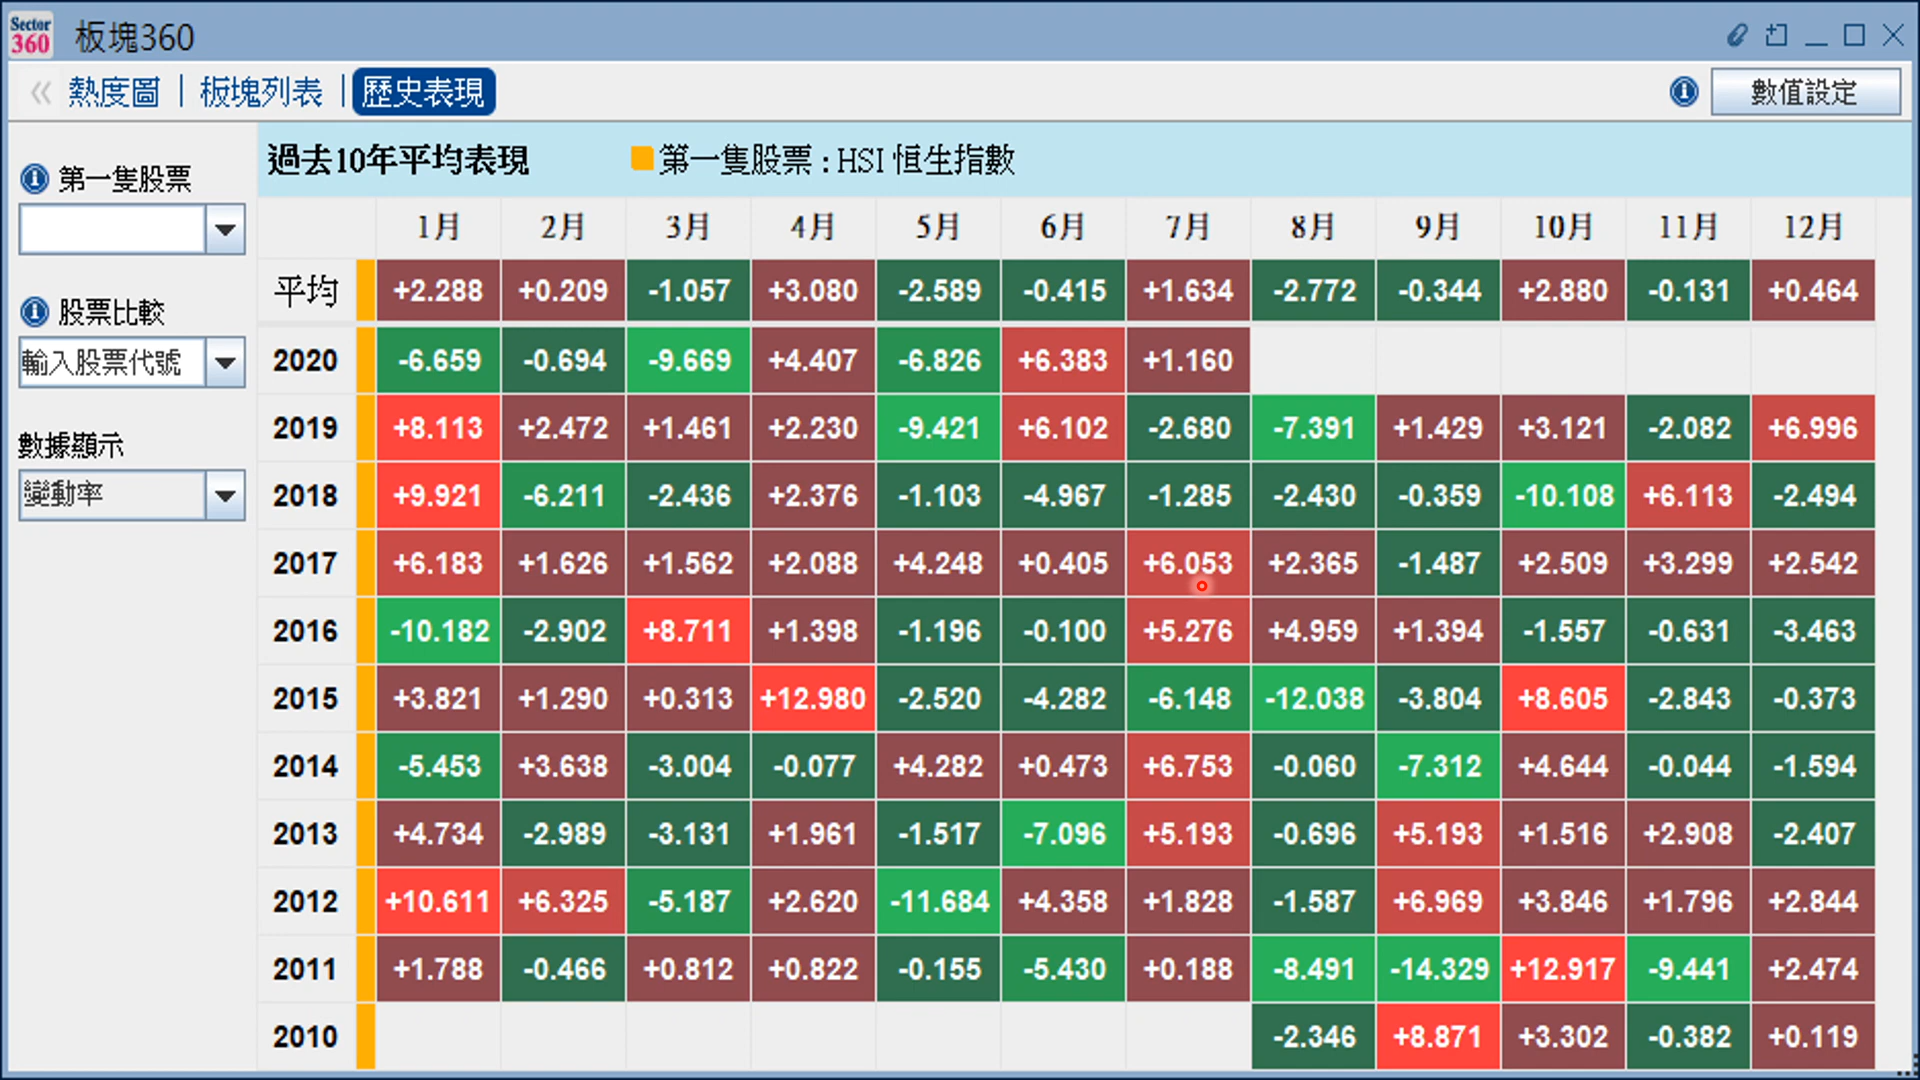 Sector 360 板塊360
熱度圖 | 板塊列表 | 歷史表現 數值設定
第一隻股票
股票比較
輸入股票代號
數據顯示
變動率
過去10年平均表現 第一隻股票 : HSI 恒生指數
1月 2月 3月 4月 5月 6月 7月 8月 9月 10月 11月 12月
平均 +2.288 +0.209 -1.057 +3.080 -2.589 -0.415 +1.634 -2.772 -0.344 +2.880 -0.131 +0.464
2020 -6.659 -0.694 -9.669 +4.407 -6.826 +6.383 +1.160
2019 +8.113 +2.472 +1.461 +2.230 -9.421 +6.102 -2.680 -7.391 +1.429 +3.121 -2.082 +6.996
2018 +9.921 -6.211 -2.436 +2.376 -1.103 -4.967 -1.285 -2.430 -0.359 -10.108 +6.113 -2.494
2017 +6.183 +1.626 +1.562 +2.088 +4.248 +0.405 +6.053 +2.365 -1.487 +2.509 +3.299 +2.542
2016 -10.182 -2.902 +8.711 +1.398 -1.196 -0.100 +5.276 +4.959 +1.394 -1.557 -0.631 -3.463
2015 +3.821 +1.290 +0.313 +12.980 -2.520 -4.282 -6.148 -12.038 -3.804 +8.605 -2.843 -0.373
2014 -5.453 +3.638 -3.004 -0.077 +4.282 +0.473 +6.753 -0.060 -7.312 +4.644 -0.044 -1.594
2013 +4.734 -2.989 -3.131 +1.961 -1.517 -7.096 +5.193 -0.696 +5.193 +1.516 +2.908 -2.407
2012 +10.611 +6.325 -5.187 +2.620 -11.684 +4.358 +1.828 -1.587 +6.969 +3.846 +1.796 +2.844
2011 +1.788 -0.466 +0.812 +0.822 -0.155 -5.430 +0.188 -8.491 -14.329 +12.917 -9.441 +2.474
2010 -2.346 +8.871 +3.302 -0.382 +0.119